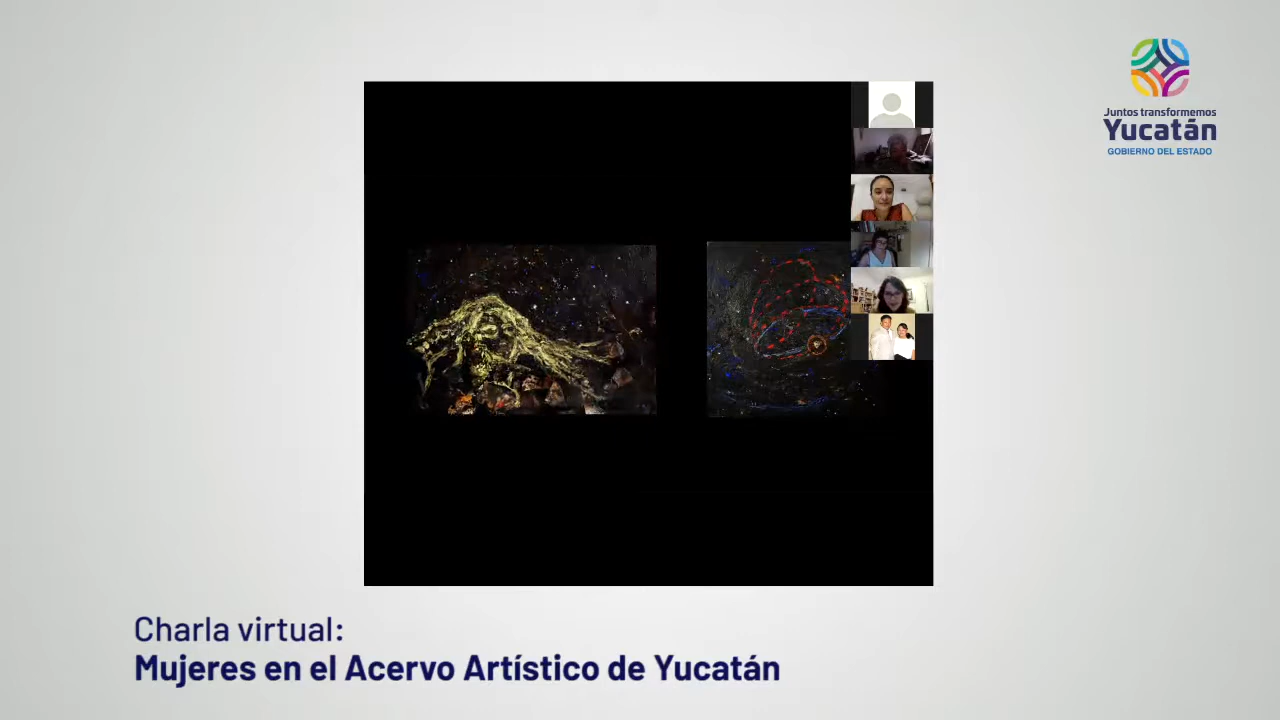 Juntos transformemos
Yucatán
GOBIERNO DEL ESTADO
Charla virtual:
Mujeres en el Acervo Artístico de Yucatán